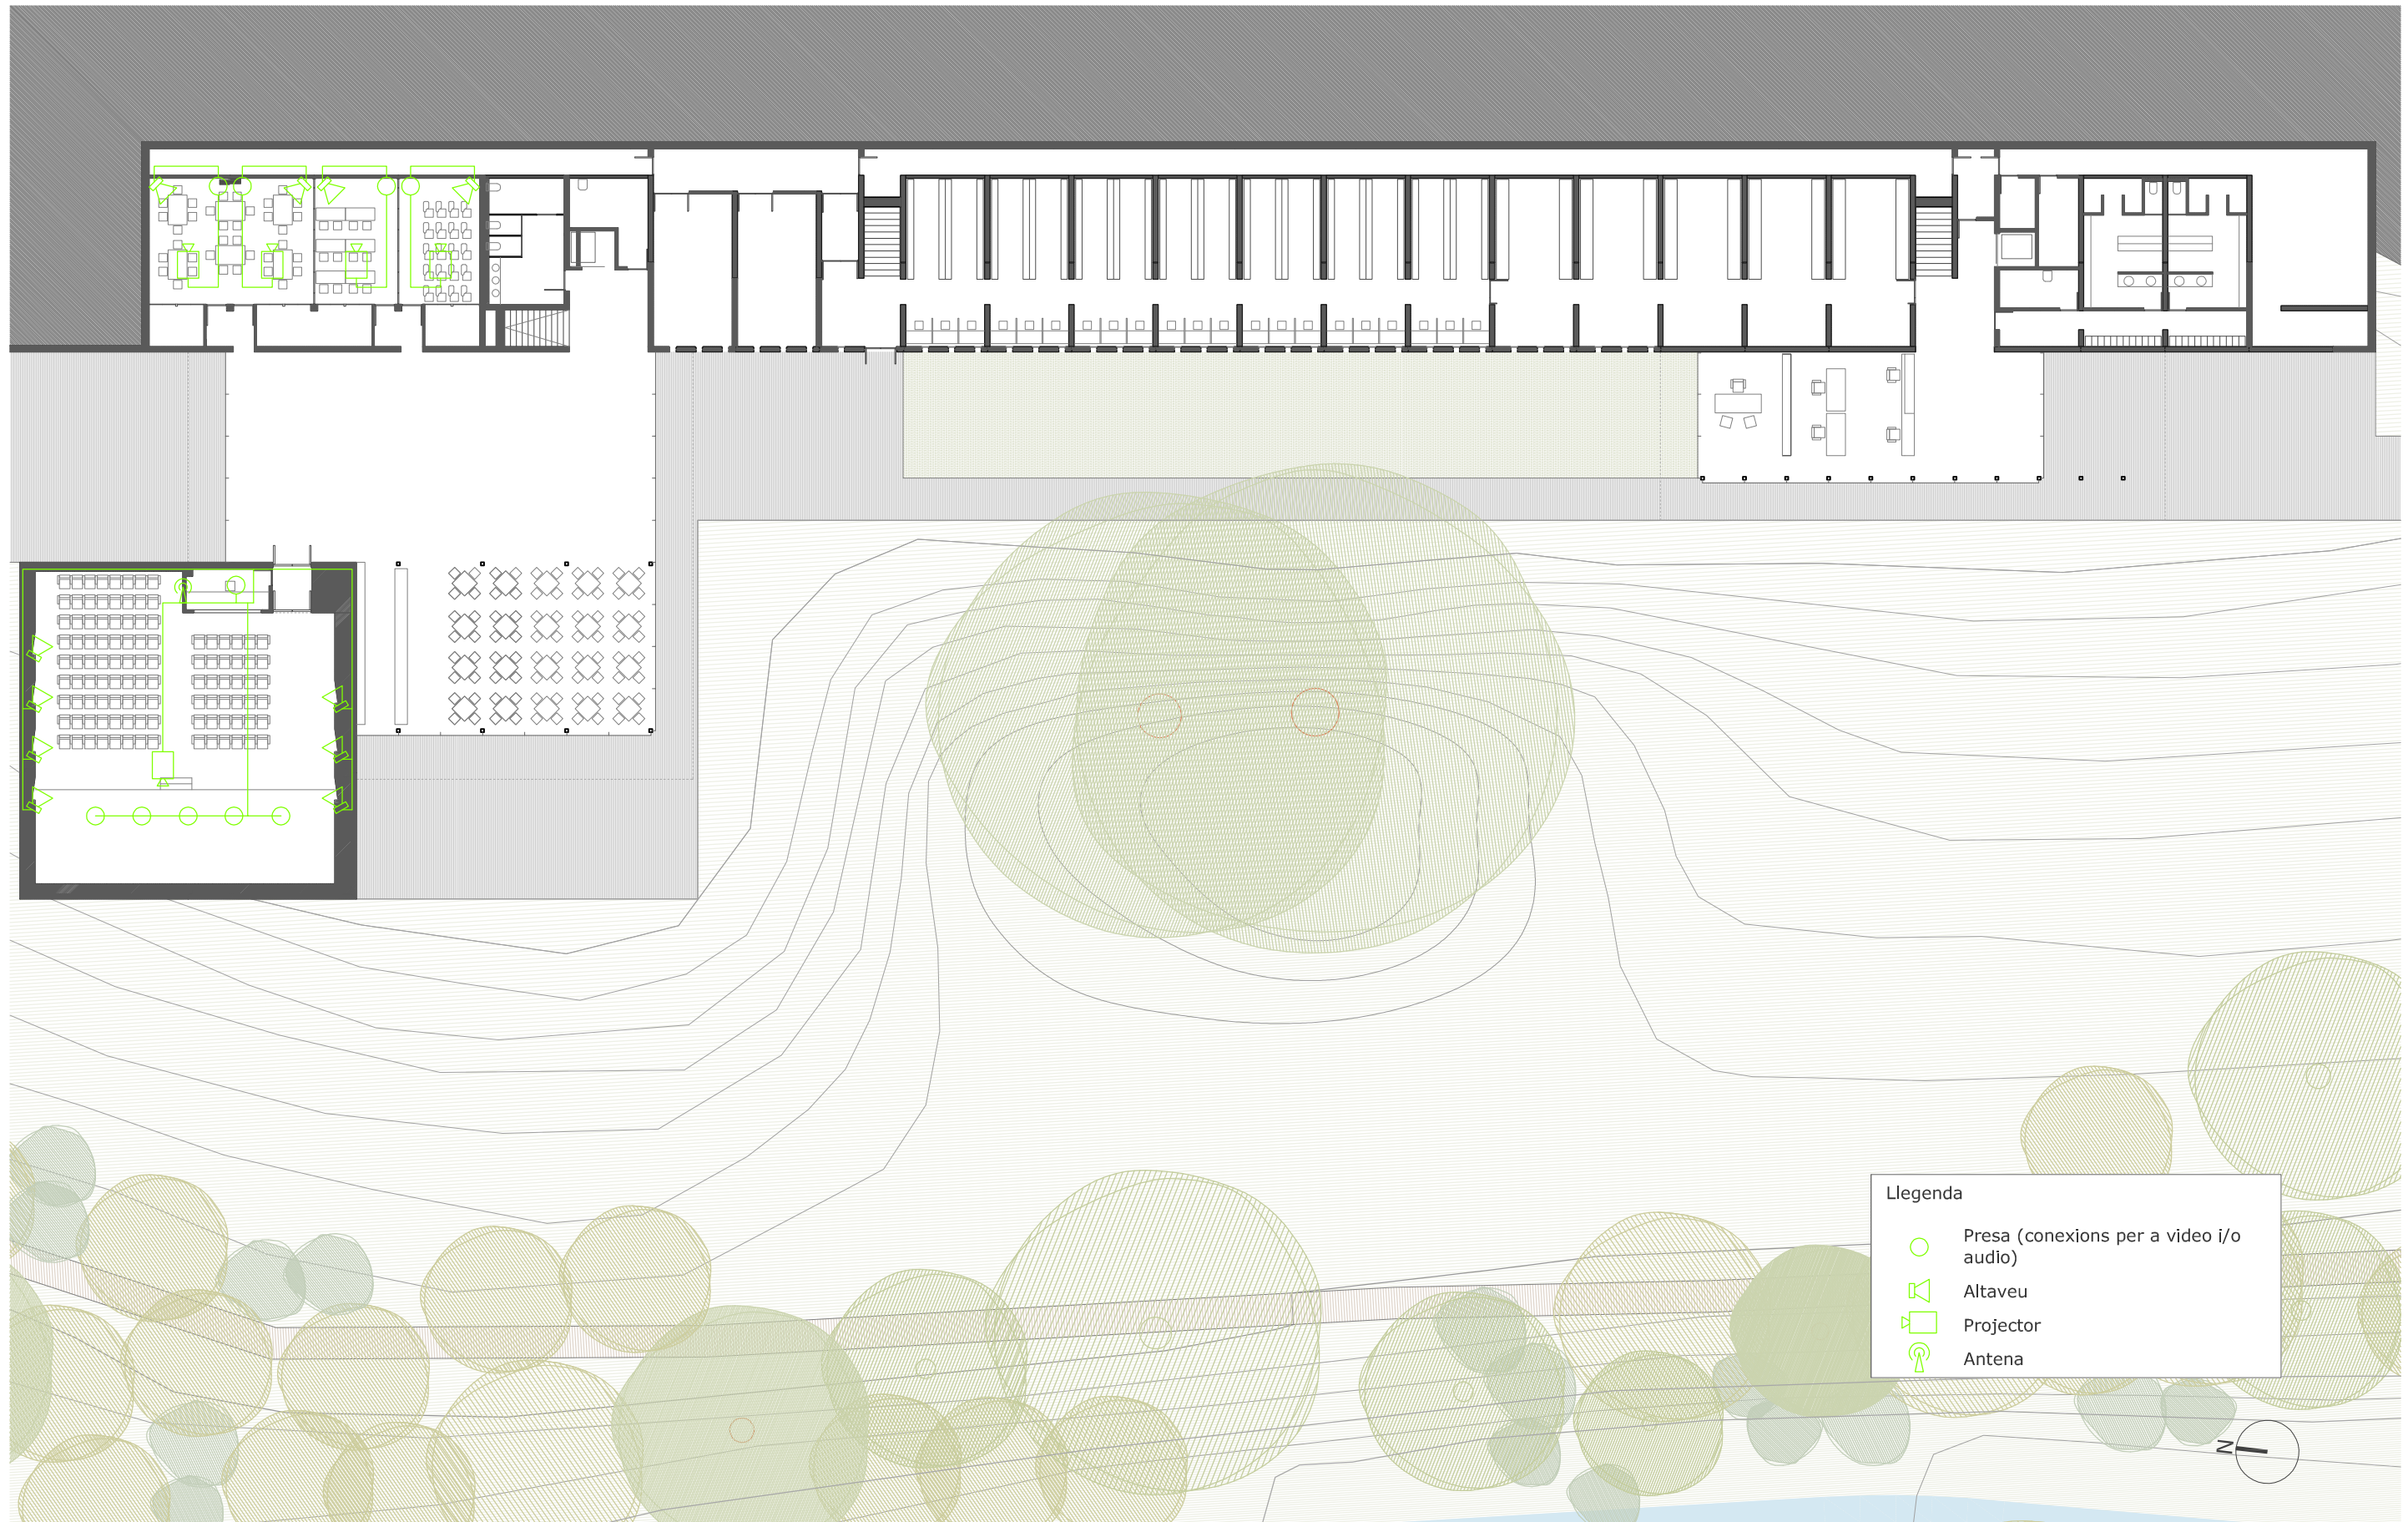 Llegenda
Presa (conexions per a video i/o
audio)
Altaveu
Projector
Antena
N